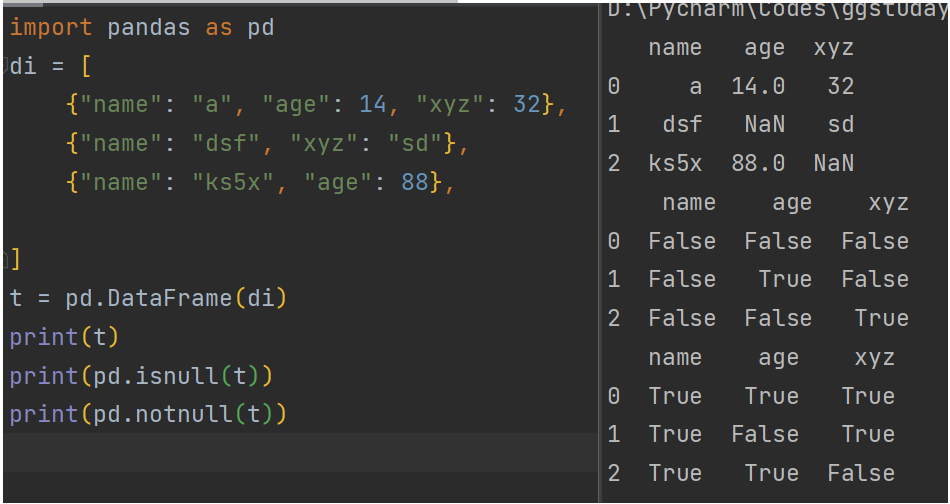 import pandas as pd
di = [
    {"name": "a", "age": 14, "xyz": 32},
    {"name": "dsf", "xyz": "sd"},
    {"name": "ks5x", "age": 88},
]
t = pd.DataFrame(di)
print(t)
print(pd.isnull(t))
print(pd.notnull(t))
D:\Pycharm\Codes\ggstuday
   name   age  xyz
0     a  14.0   32
1   dsf   NaN   sd
2  ks5x  88.0  NaN
    name    age    xyz
0  False  False  False
1  False   True  False
2  False  False   True
   name    age    xyz
0  True   True   True
1  True  False   True
2  True   True  False